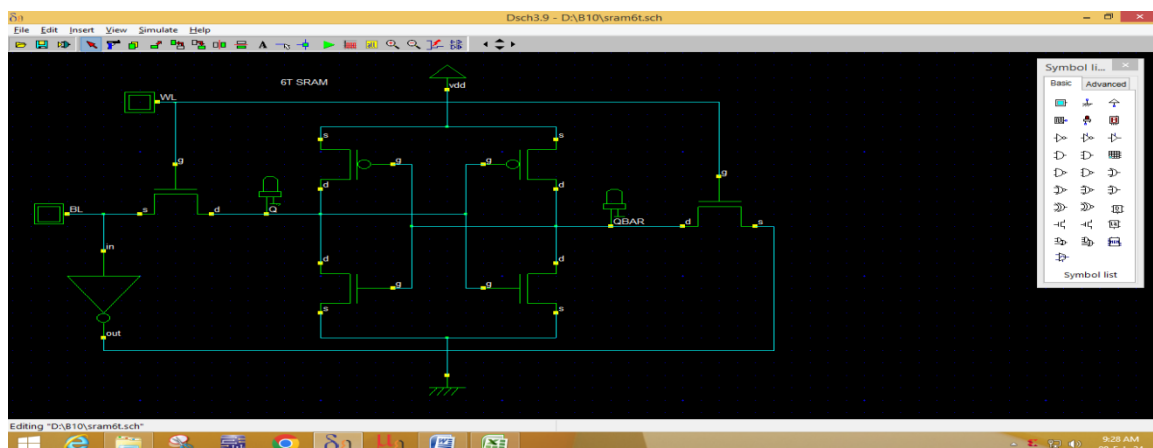 Dsch3.9 - D:\B10\sram6t.sch
File Edit Insert View Simulate Help
6T SRAM
vdd
WL
s s
g g g g
d d
BL s d Q QBAR d s
in
d d
g g
s s
out
Symbol li...
Basic Advanced
Symbol list
Editing "D:\B10\sram6t.sch"
9:28 AM